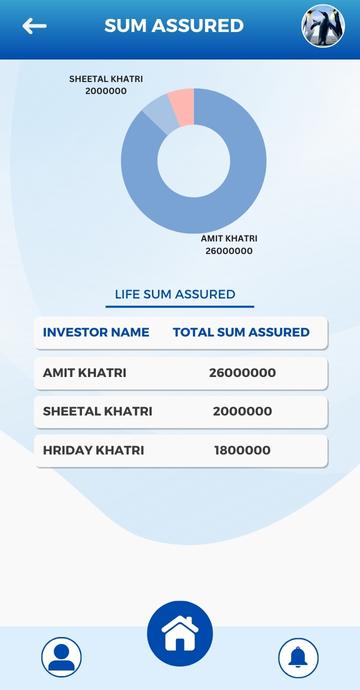 SUM ASSURED
SHEETAL KHATRI
2000000
AMIT KHATRI
26000000
LIFE SUM ASSURED
INVESTOR NAME TOTAL SUM ASSURED
AMIT KHATRI 26000000
SHEETAL KHATRI 2000000
HRIDAY KHATRI 1800000